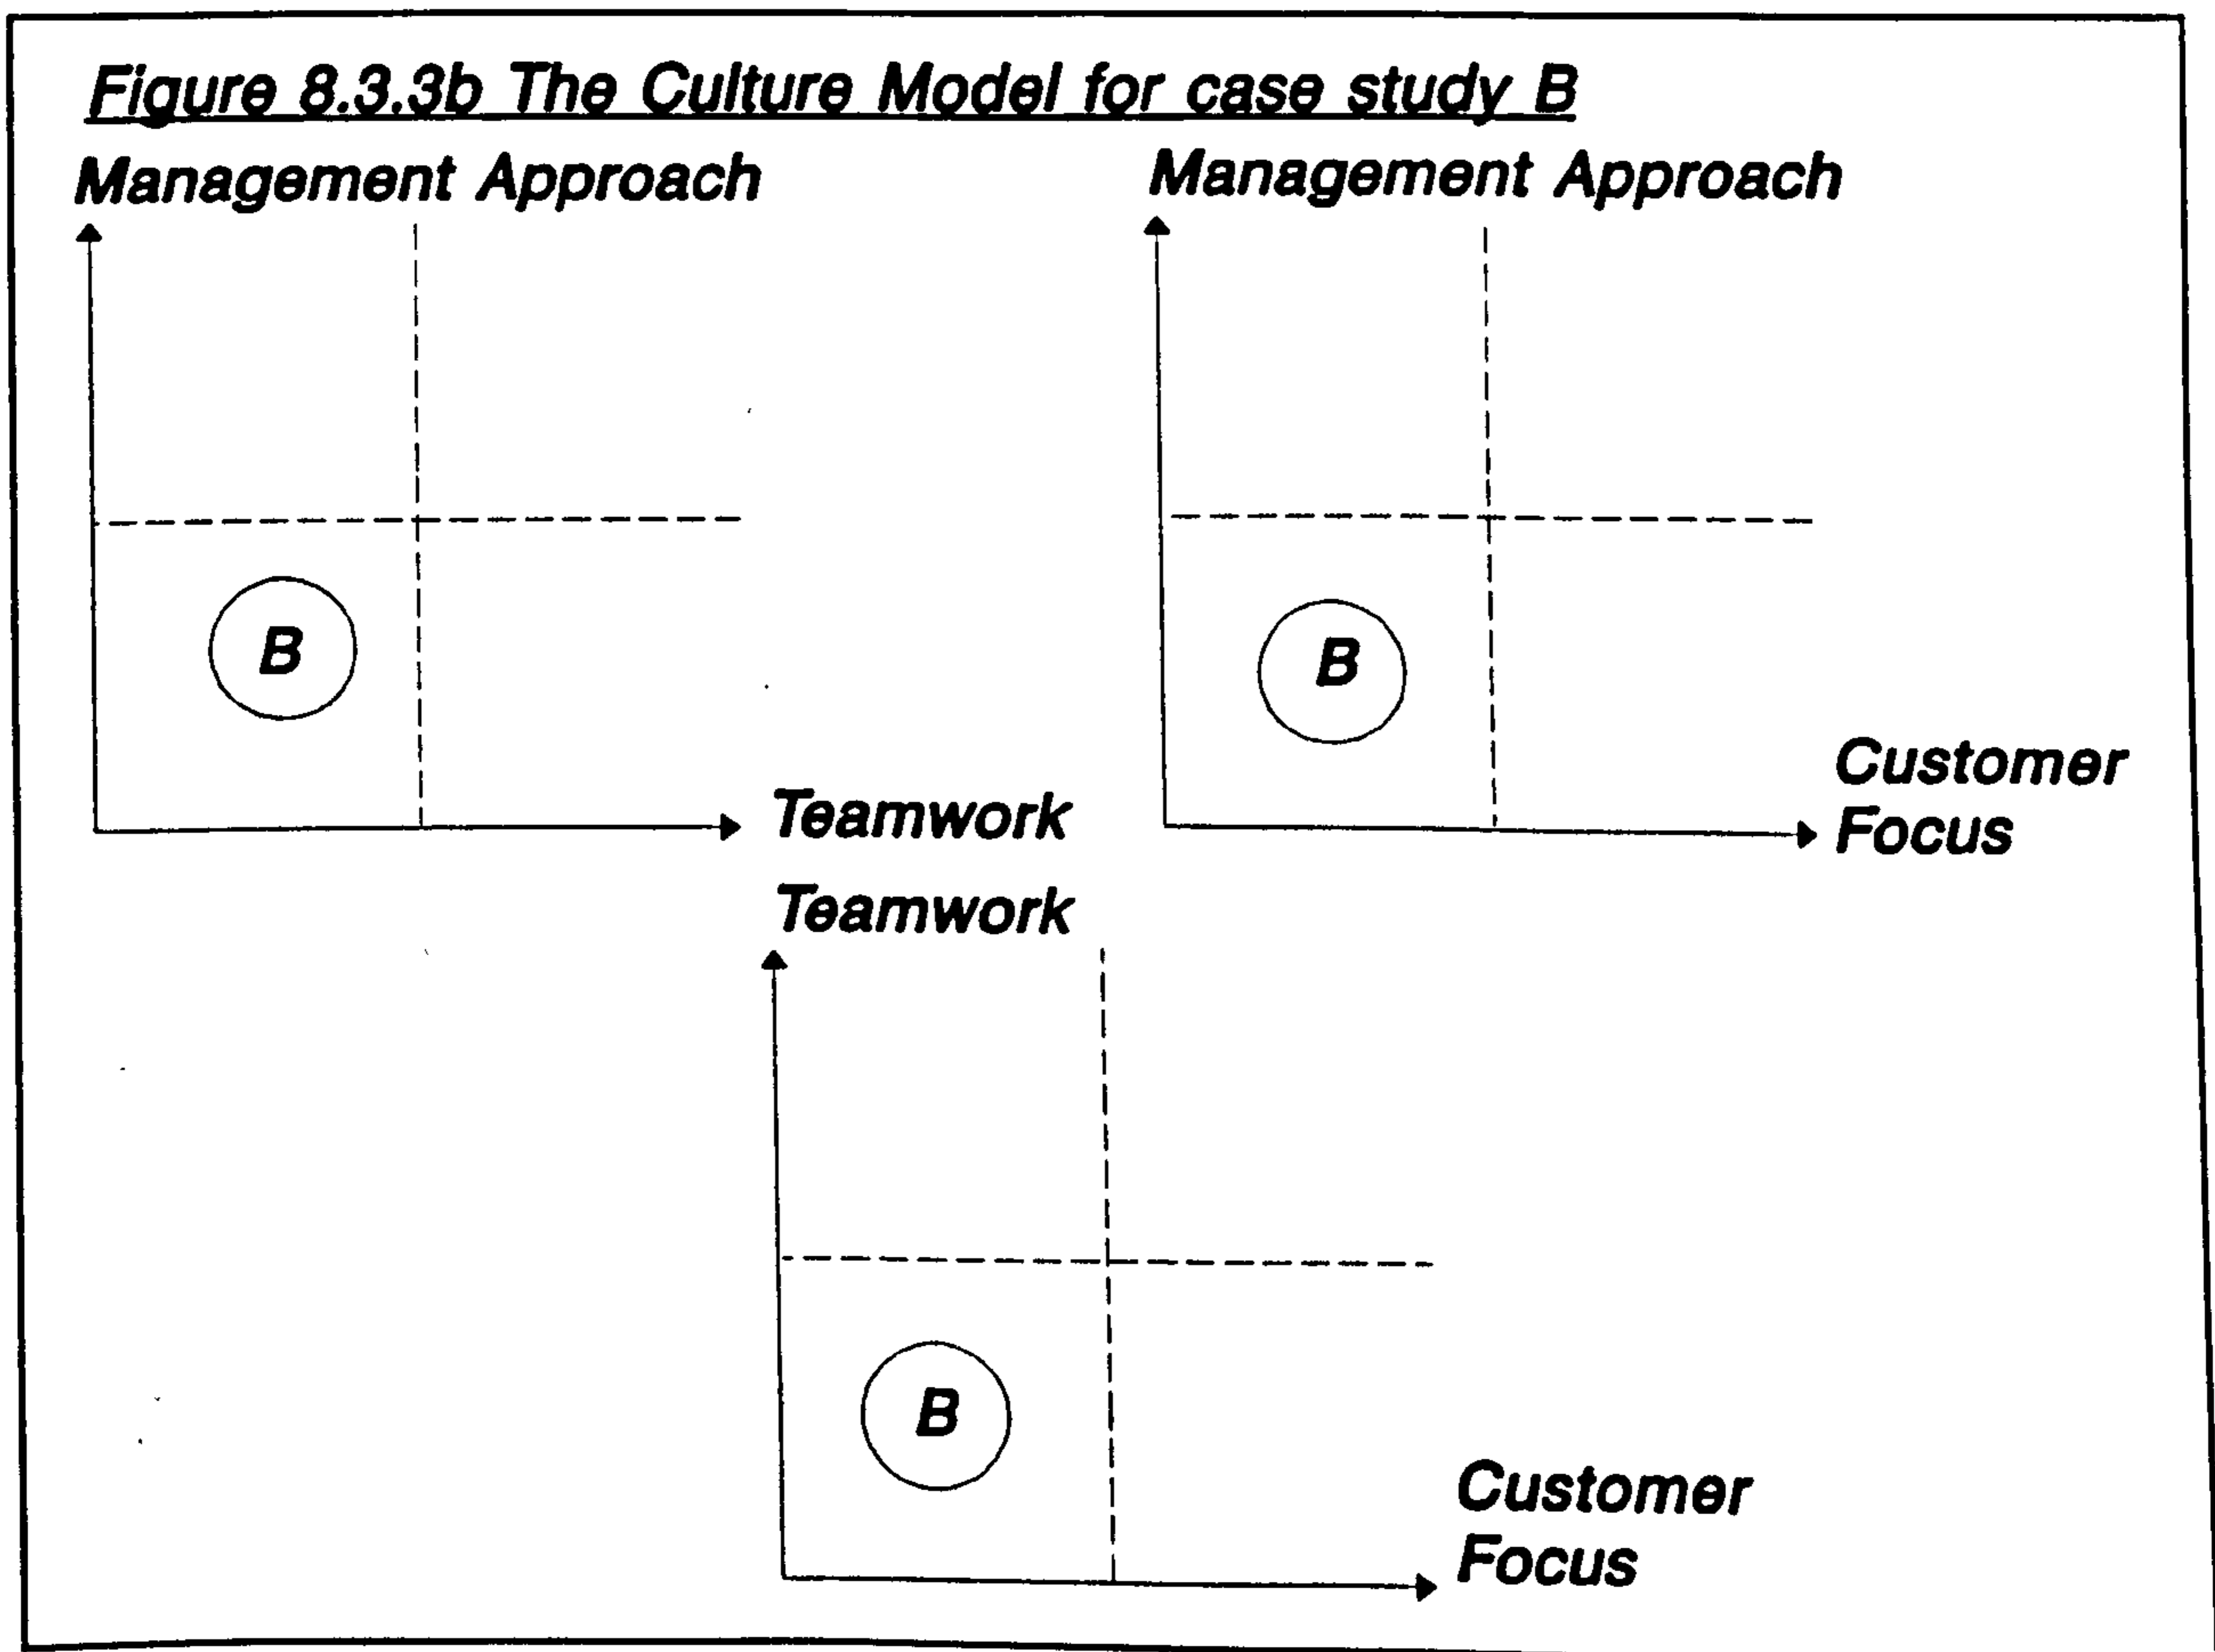 Figure 8.3.3b The Culture Model for case study B
Management Approach
B
Teamwork
Management Approach
B
Customer
Focus
Teamwork
B
Customer
Focus